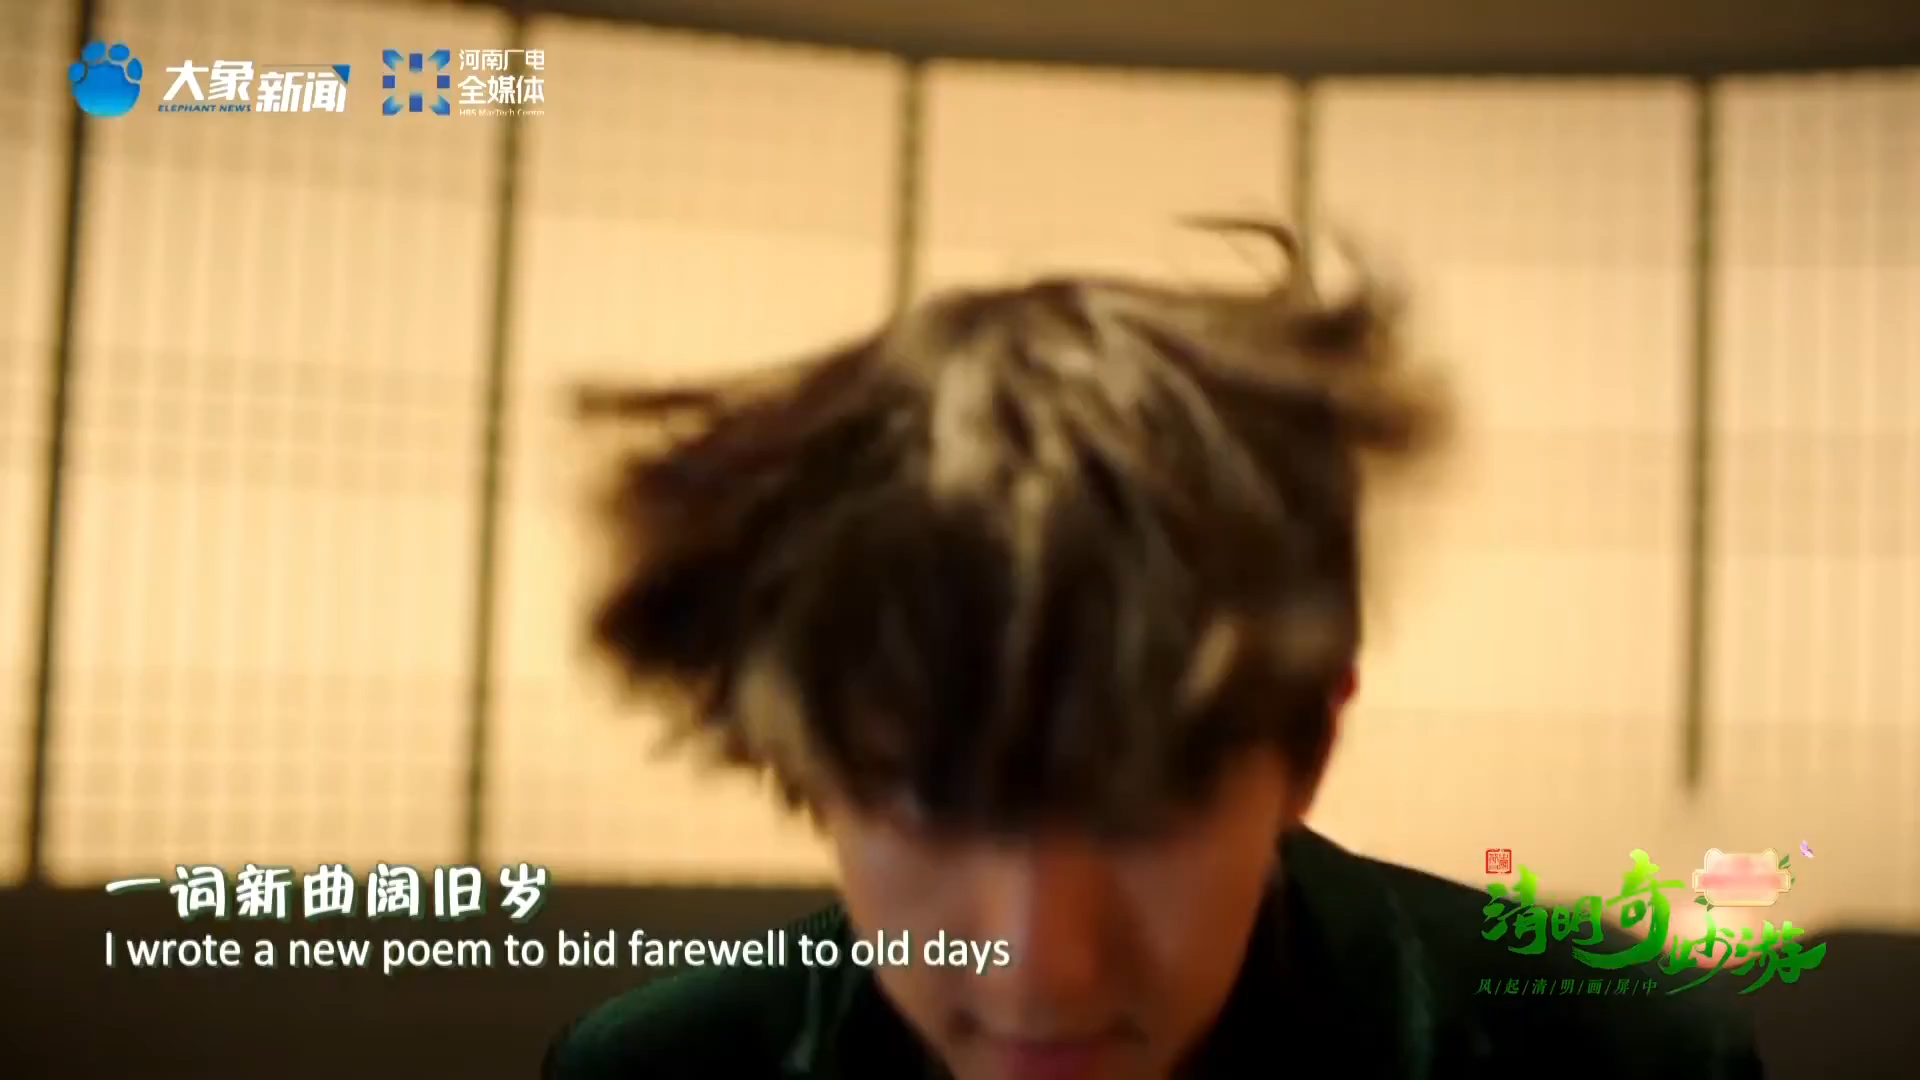 大象新闻
ELEPHANT NEWS
河南广电
全媒体
一词新曲阔旧岁
I wrote a new poem to bid farewell to old days
清明奇妙游
风/起/清/明/画/屏/中